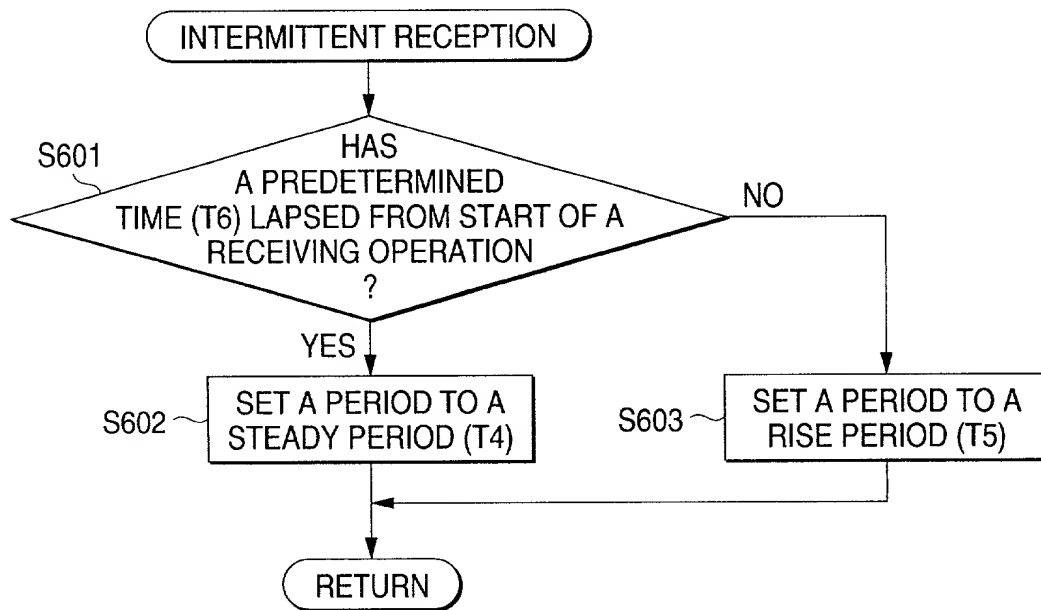 INTERMITTENT RECEPTION
S601
HAS
A PREDETERMINED
TIME (T6) LAPSED FROM START OF A
RECEIVING OPERATION
?
NO
YES
S602
SET A PERIOD TO A
STEADY PERIOD (T4)
S603
SET A PERIOD TO A
RISE PERIOD (T5)
RETURN